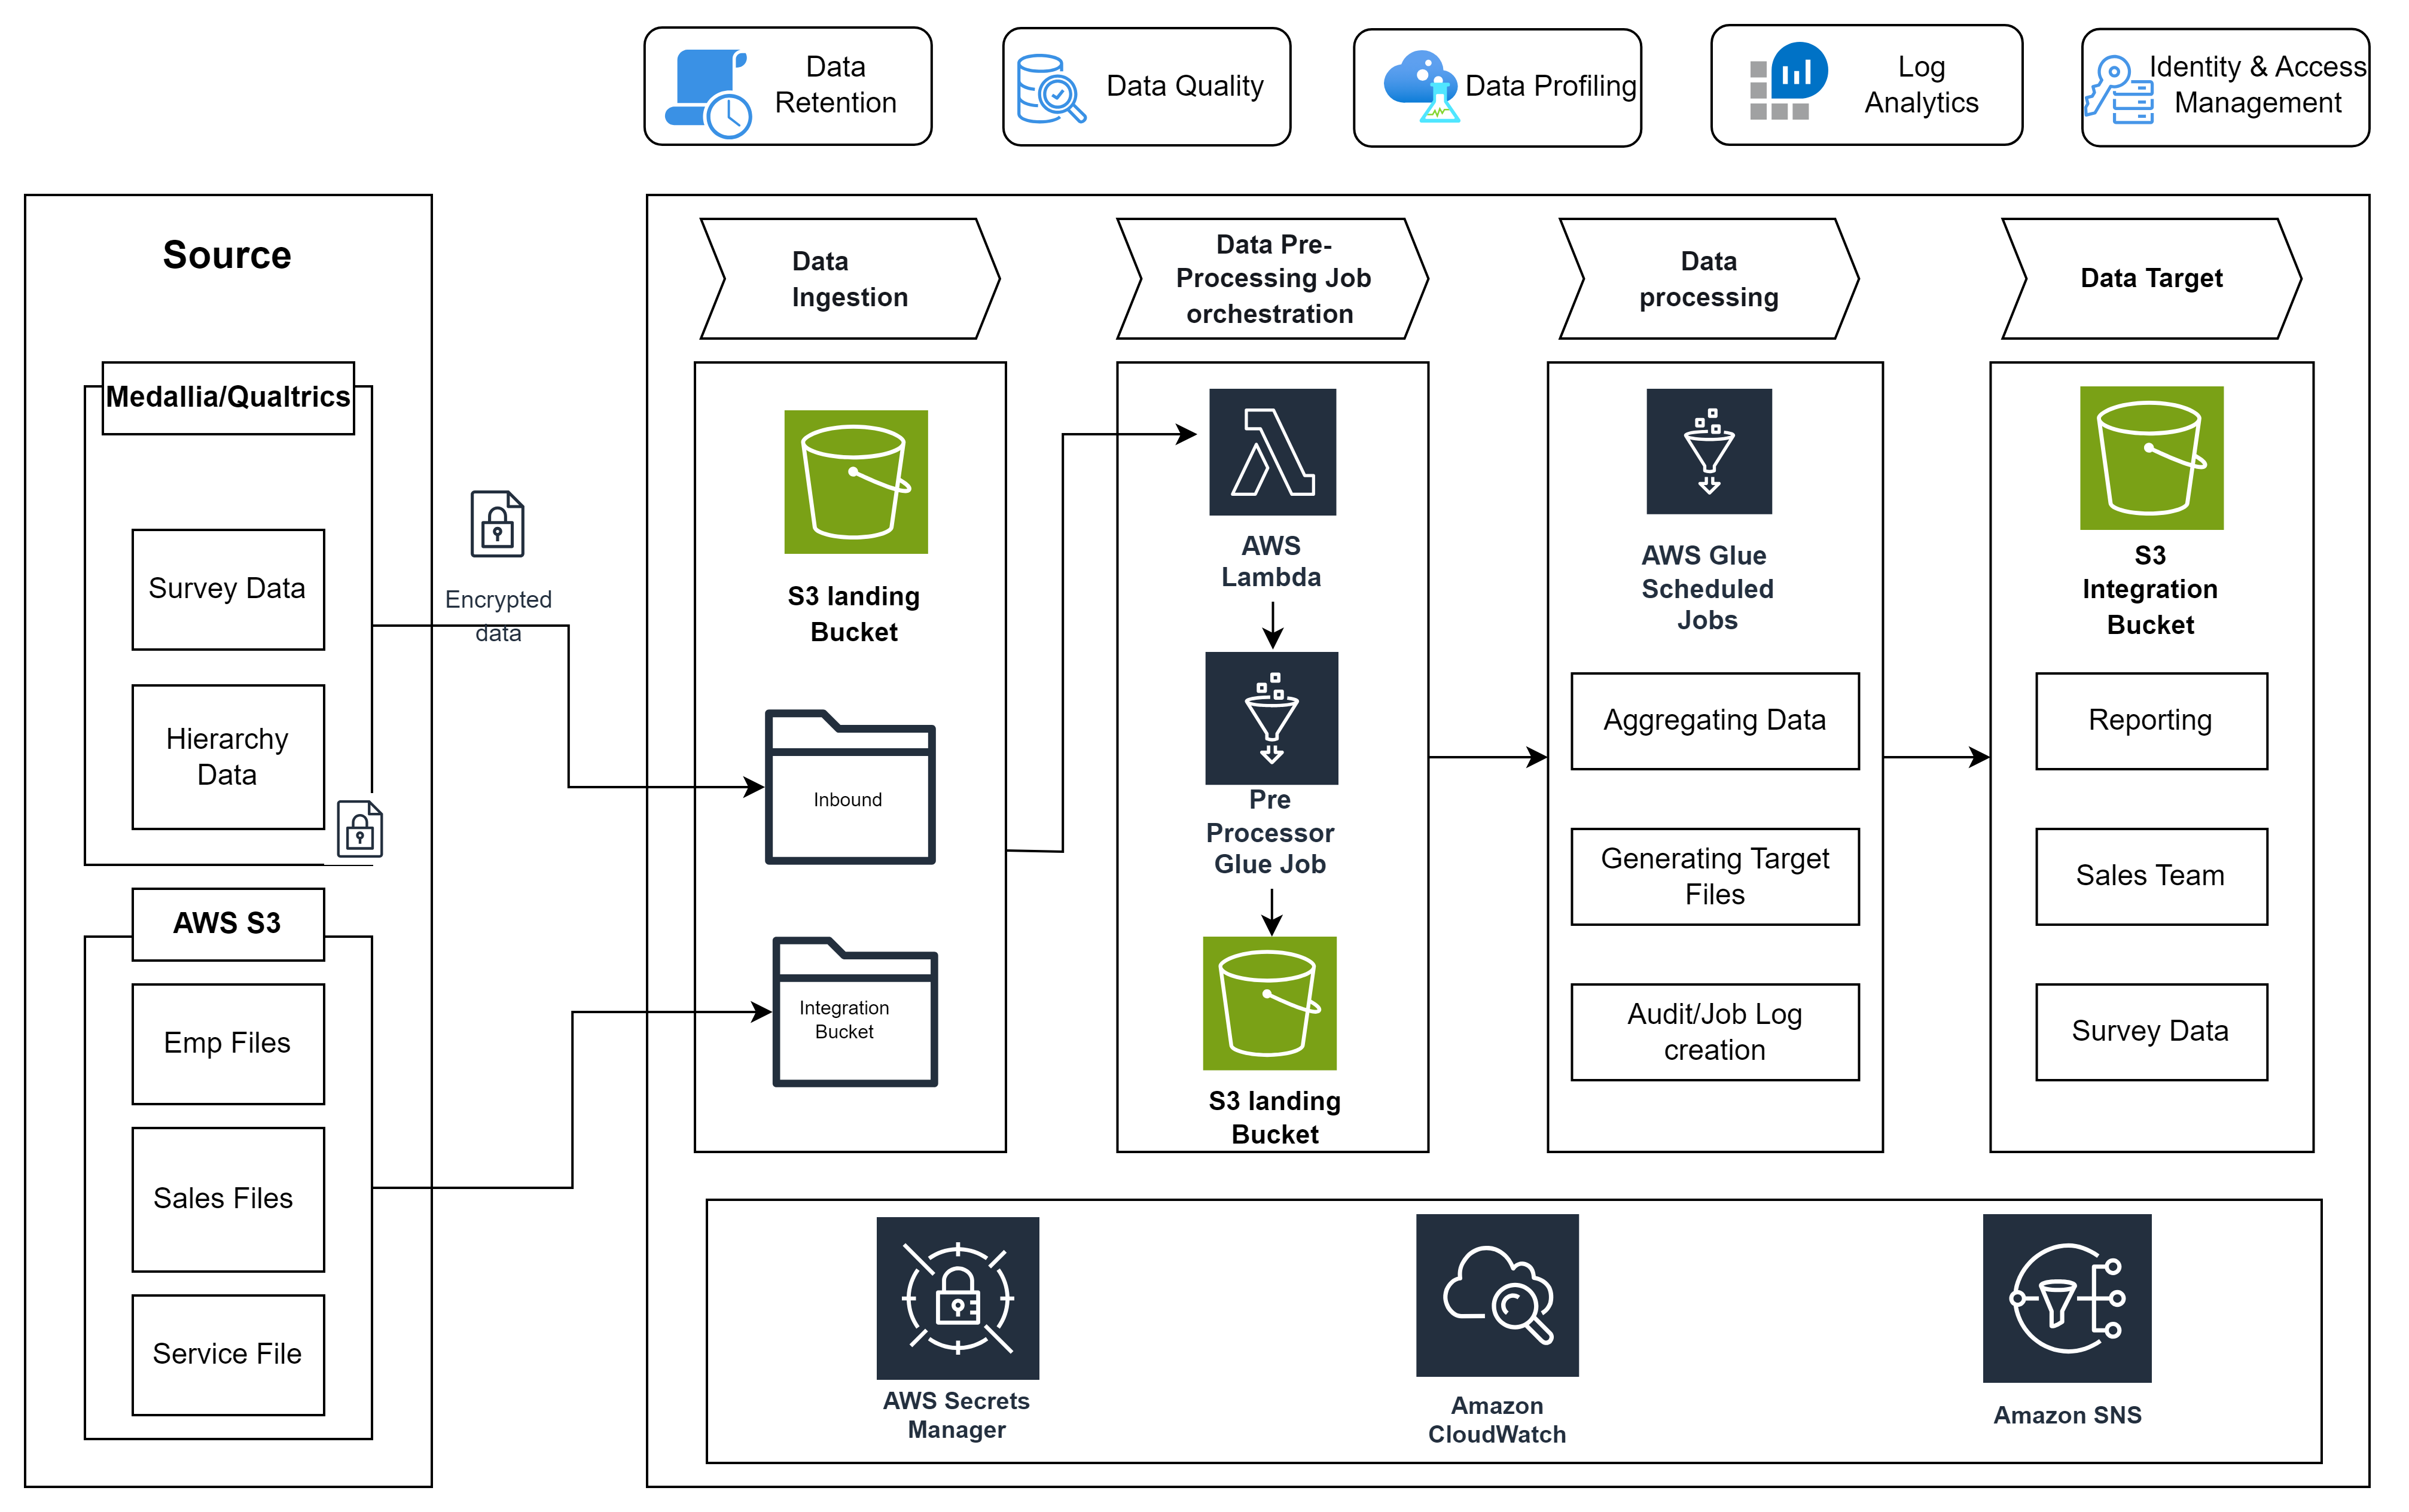 Data
Retention
Data Quality
Data Profiling
Log
Analytics
Identity & Access
Management
Source
Medallia/Qualtrics
Survey Data
Hierarchy
Data
AWS S3
Emp Files
Sales Files
Service File
Encrypted
data
Data
Ingestion
S3 landing
Bucket
Inbound
Integration
Bucket
Data Pre-
Processing Job
orchestration
AWS
Lambda
Pre
Processor
Glue Job
S3 landing
Bucket
Data
processing
AWS Glue
Scheduled
Jobs
Aggregating Data
Generating Target
Files
Audit/Job Log
creation
Data Target
S3
Integration
Bucket
Reporting
Sales Team
Survey Data
AWS Secrets
Manager
Amazon
CloudWatch
Amazon SNS